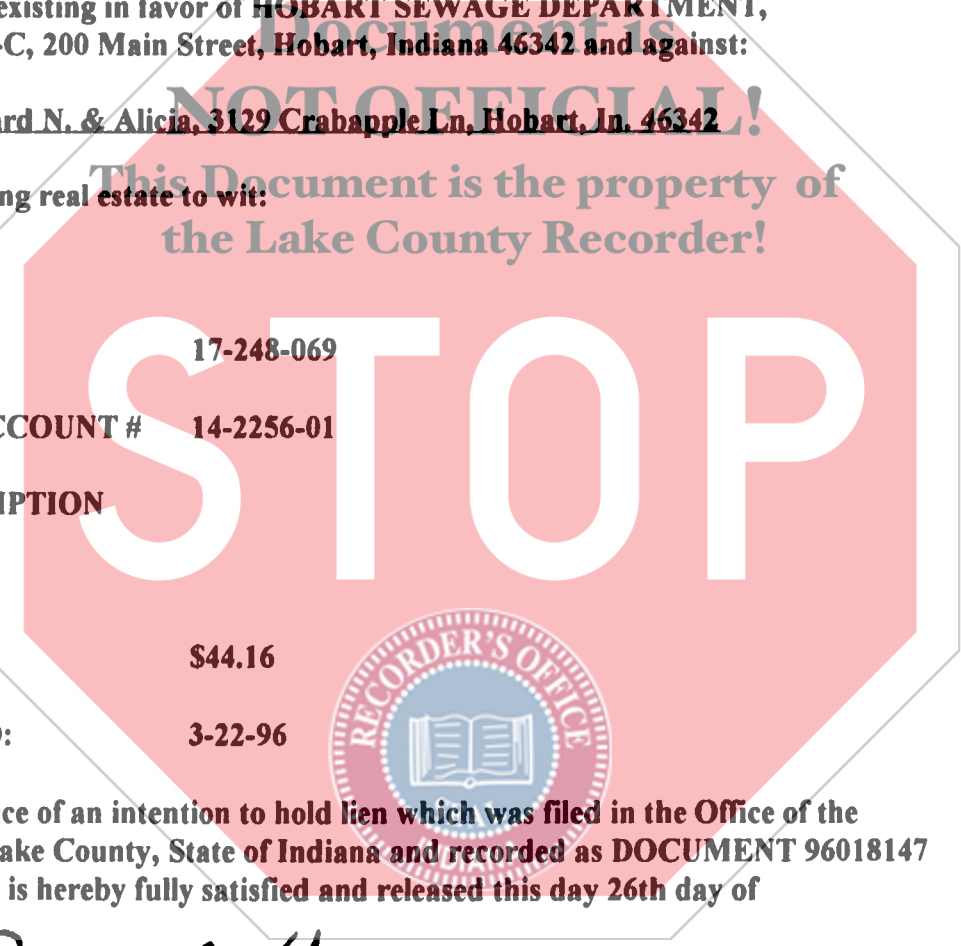 existing in favor of HOBART SEWAGE DEPARTMENT,
Document is
-C, 200 Main Street, Hobart, Indiana 46342 and against:
NOT OFFICIAL!
ard N. & Alicia, 3129 Crabapple Ln, Hobart, In. 46342
This Document is the property of
ng real estate to wit:
the Lake County Recorder!
17-248-069
STOP
CCOUNT # 14-2256-01
IPTION
$44.16
RECORDER'S OFFICE
): 3-22-96
ce of an intention to hold lien which was filed in the Office of the
SEAL
ake County, State of Indiana and recorded as DOCUMENT 96018147
INDIANA
is hereby fully satisfied and released this day 26th day of